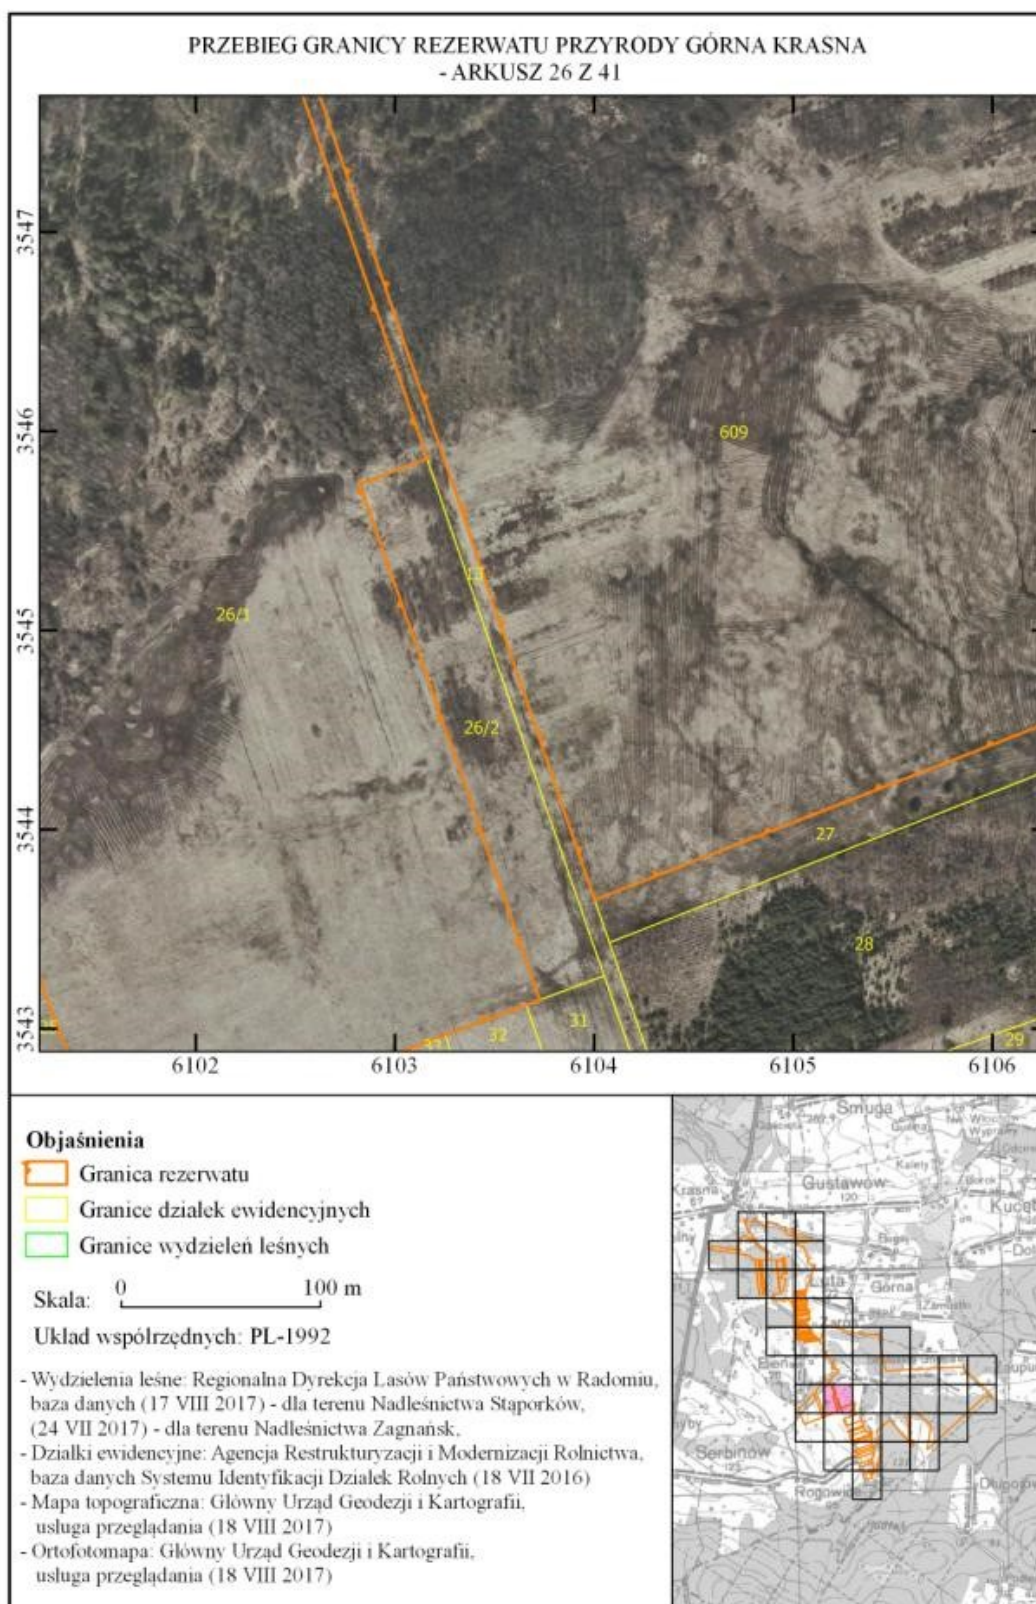 PRZEBIEG GRANICY REZERWATU PRZYRODY GÓRNA KRASNA
- ARKUSZ 26 Z 41
3547
3546
3545
3544
3543
609
13
26/1
26/2
27
28
31
32
29
6102
6103
6104
6105
6106
Objaśnienia
Granica rezerwatu
Granice działek ewidencyjnych
Granice wydzieleń leśnych
Skala:
0
100 m
Układ współrzędnych: PL-1992
- Wydzielenia leśne: Regionalna Dyrekcja Lasów Państwowych w Radomiu,
baza danych (17 VIII 2017) - dla terenu Nadleśnictwa Stąporków,
(24 VII 2017) - dla terenu Nadleśnictwa Zagnańsk,
- Działki ewidencyjne: Agencja Restrukturyzacji i Modernizacji Rolnictwa,
baza danych Systemu Identyfikacji Działek Rolnych (18 VII 2016)
- Mapa topograficzna: Główny Urząd Geodezji i Kartografii,
usługa przeglądania (18 VIII 2017)
- Ortofotomapa: Główny Urząd Geodezji i Kartografii,
usługa przeglądania (18 VIII 2017)
Smuga
Kalety
Krasna
Gustawów
120
Górna
Serbinów